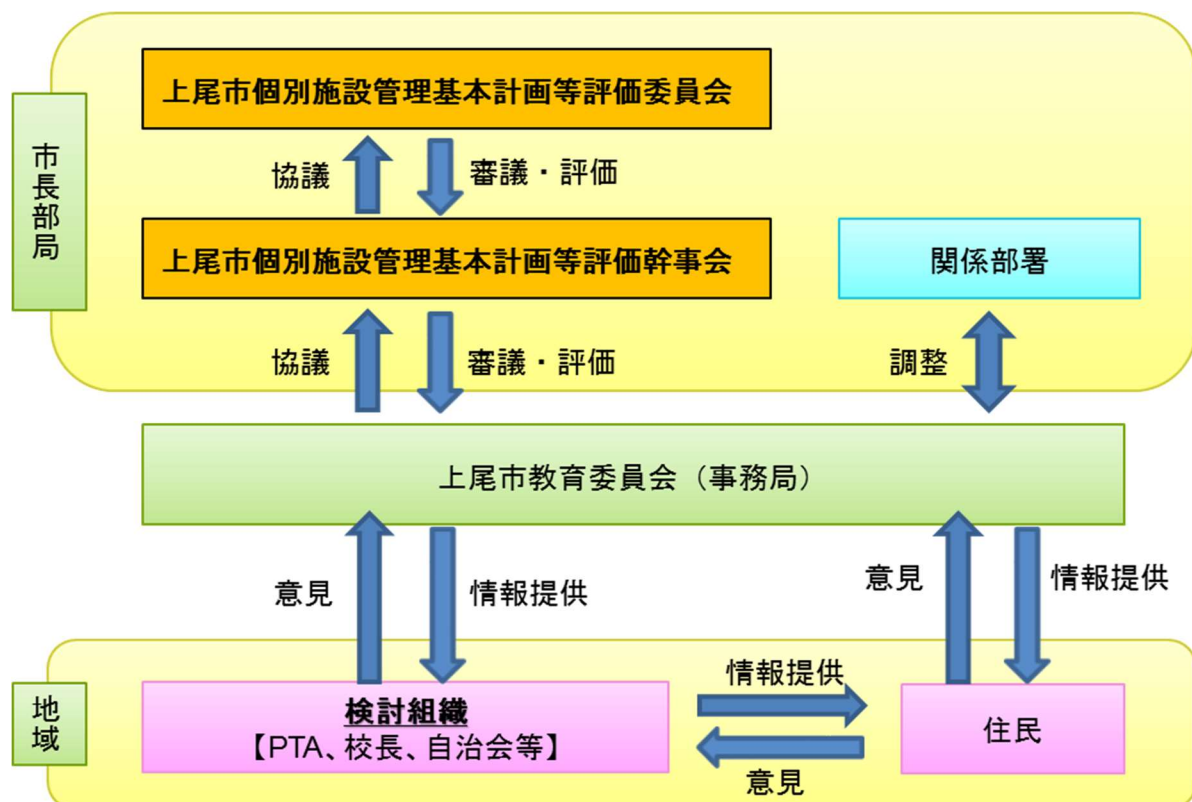 市長部局
上尾市個別施設管理基本計画等評価委員会
協議
審議・評価
上尾市個別施設管理基本計画等評価幹事会
関係部署
協議
審議・評価
調整
上尾市教育委員会（事務局）
意見
情報提供
意見
情報提供
地域
検討組織
【PTA、校長、自治会等】
情報提供
意見
住民